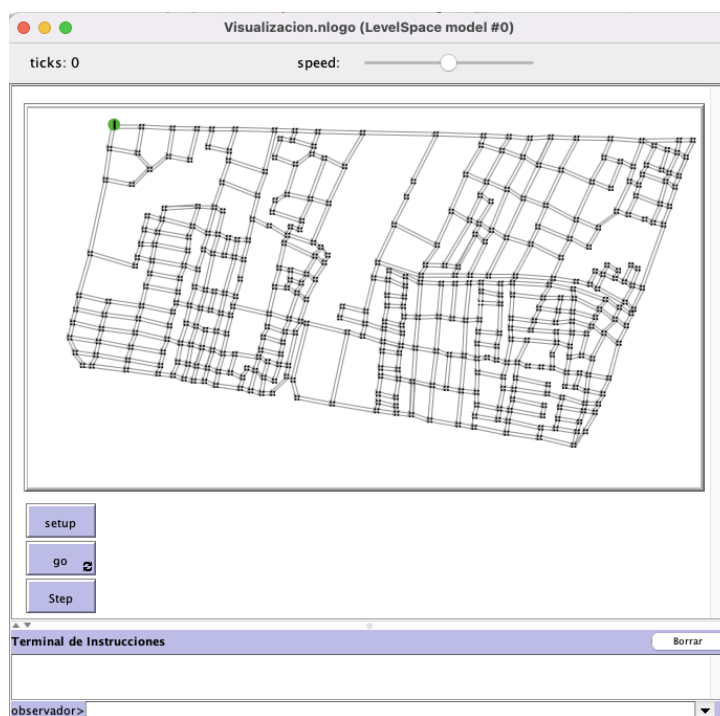 Visualizacion.nlogo (LevelSpace model #0)
ticks: 0
speed:
setup
go
Step
Terminal de Instrucciones
Borrar
observador>